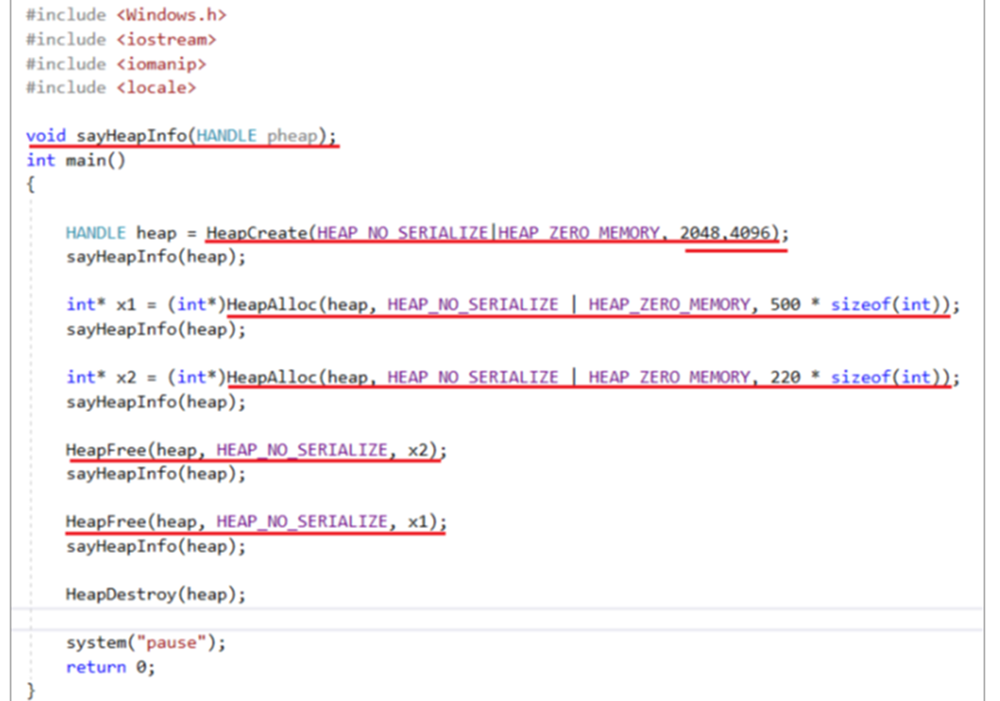 #include <Windows.h>
#include <iostream>
#include <iomanip>
#include <locale>
void sayHeapInfo(HANDLE pheap);
int main()
{
HANDLE heap = HeapCreate(HEAP_NO_SERIALIZE|HEAP_ZERO_MEMORY, 2048,4096);
sayHeapInfo(heap);
int* x1 = (int*)HeapAlloc(heap, HEAP_NO_SERIALIZE | HEAP_ZERO_MEMORY, 500 * sizeof(int));
sayHeapInfo(heap);
int* x2 = (int*)HeapAlloc(heap, HEAP_NO_SERIALIZE | HEAP_ZERO_MEMORY, 220 * sizeof(int));
sayHeapInfo(heap);
HeapFree(heap, HEAP_NO_SERIALIZE, x2);
sayHeapInfo(heap);
HeapFree(heap, HEAP_NO_SERIALIZE, x1);
sayHeapInfo(heap);
HeapDestroy(heap);
system("pause");
return 0;
}